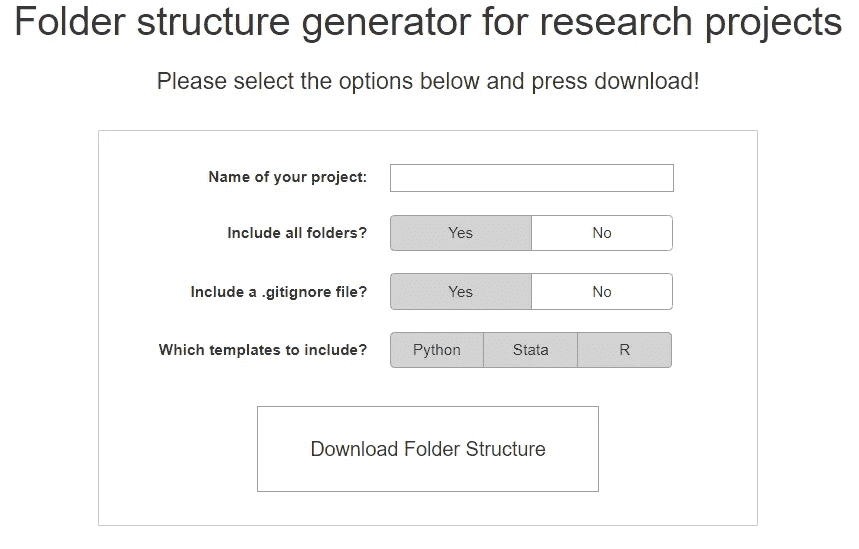 Folder structure generator for research projects
Please select the options below and press download!
Name of your project:
Include all folders? Yes No
Include a .gitignore file? Yes No
Which templates to include? Python Stata R
Download Folder Structure